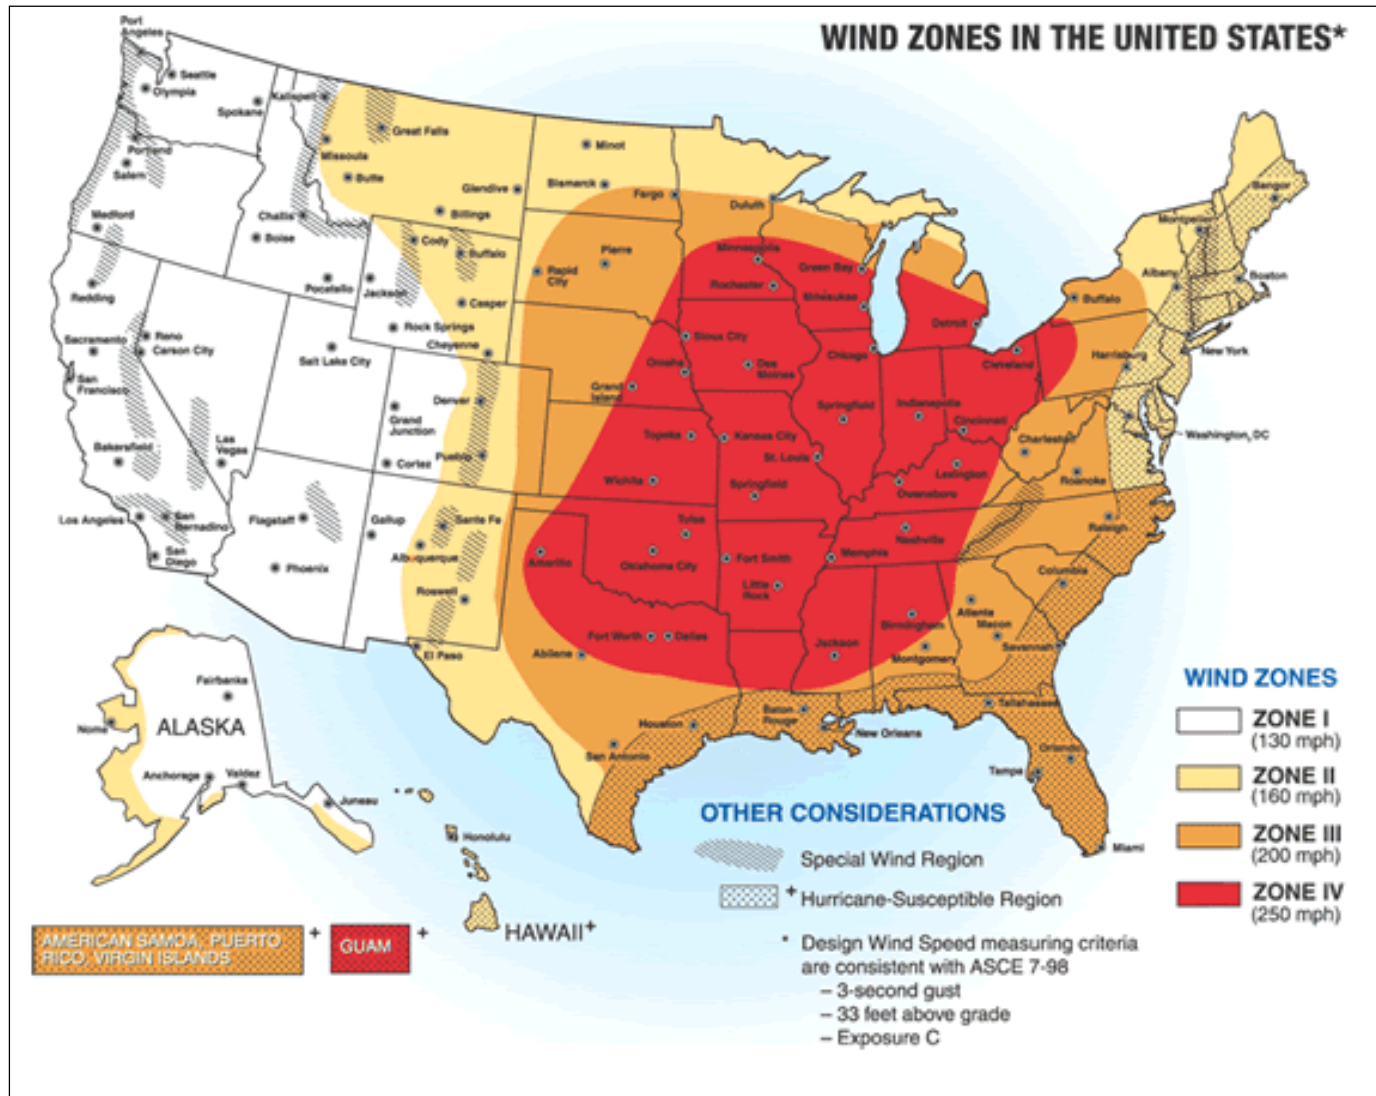 WIND ZONES IN THE UNITED STATES*
Port
Angeles
Seattle
Olympia
Spokane
Kalispell
Great Falls
Missoula
Butte
Glendive
Billings
Portland
Salem
Medford
Challis
Boise
Pocatello
Jackson
Cody
Buffalo
Casper
Rock Springs
Cheyenne
Minot
Bismarck
Fargo
Duluth
Pierre
Rapid
City
Minneapolis
Rochester
Green Bay
Milwaukee
Detroit
Buffalo
Albany
Montpelier
Bangor
Boston
New York
Harrisburg
Washington, DC
Redding
Sacramento
Reno
Carson City
San
Francisco
Salt Lake City
Denver
Grand
Junction
Pueblo
Cortez
Bakersfield
Las
Vegas
Los Angeles
San
Bernadino
San
Diego
Flagstaff
Phoenix
Gallup
Sante Fe
Albuquerque
Roswell
El Paso
Sioux City
Omaha
Des
Moines
Grand
Island
Chicago
Cleveland
Springfield
Indianapolis
Cincinnati
Topeka
Kansas City
St. Louis
Wichita
Springfield
Lexington
Owensboro
Charleston
Roanoke
Raleigh
Tulsa
Amarillo
Oklahoma City
Fort Smith
Little
Rock
Memphis
Nashville
Columbia
Atlanta
Macon
Savannah
Birmingham
Montgomery
Jackson
Fort Worth
Dallas
Abilene
Houston
San Antonio
Baton
Rouge
New Orleans
Tallahassee
Orlando
Tampa
Miami
Fairbanks
ALASKA
Nome
Anchorage
Valdez
Juneau
Honolulu
HAWAII+
AMERICAN SAMOA, PUERTO
RICO, VIRGIN ISLANDS
+
GUAM
+
OTHER CONSIDERATIONS
Special Wind Region
+ Hurricane-Susceptible Region
* Design Wind Speed measuring criteria
are consistent with ASCE 7-98
– 3-second gust
– 33 feet above grade
– Exposure C
WIND ZONES
ZONE I
(130 mph)
ZONE II
(160 mph)
ZONE III
(200 mph)
ZONE IV
(250 mph)